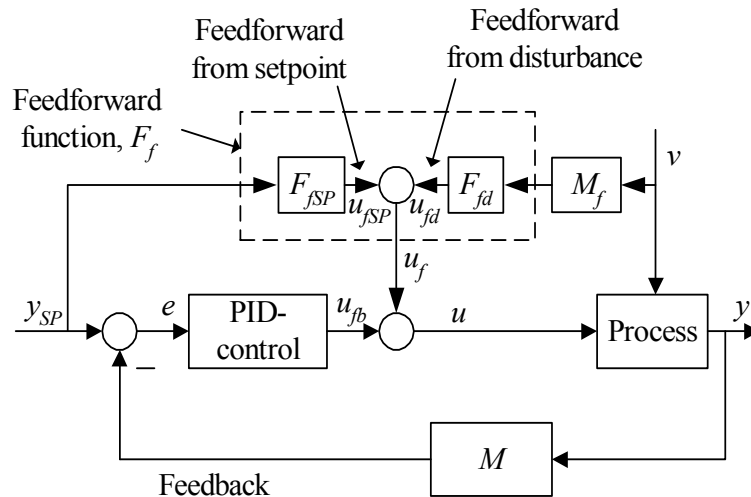 Feedforward
from setpoint
Feedforward
from disturbance
Feedforward
function, F_f
v
F_fSP
F_fd
M_f
u_fSP
u_fd
u_f
y_SP
e
PID-
control
u_fb
u
Process
y
−
M
Feedback